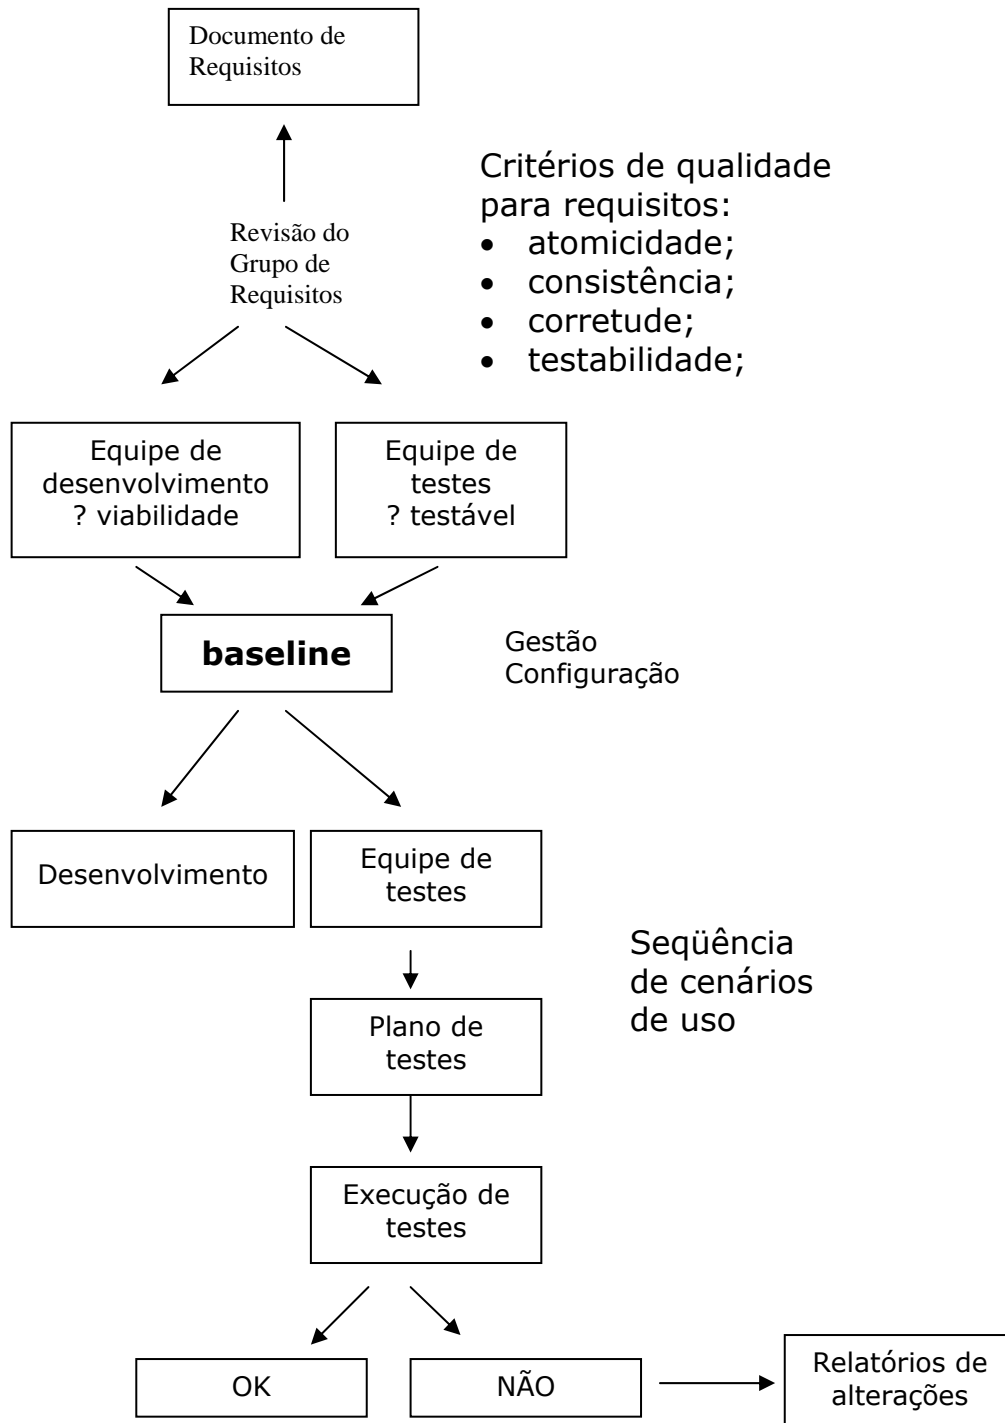 Documento de
Requisitos
Critérios de qualidade
para requisitos:
• atomicidade;
• consistência;
• corretude;
• testabilidade;
Revisão do
Grupo de
Requisitos
Equipe de
desenvolvimento
? viabilidade
Equipe de
testes
? testável
baseline
Gestão
Configuração
Desenvolvimento
Equipe de
testes
Seqüência
de cenários
de uso
Plano de
testes
Execução de
testes
OK
NÃO
Relatórios de
alterações